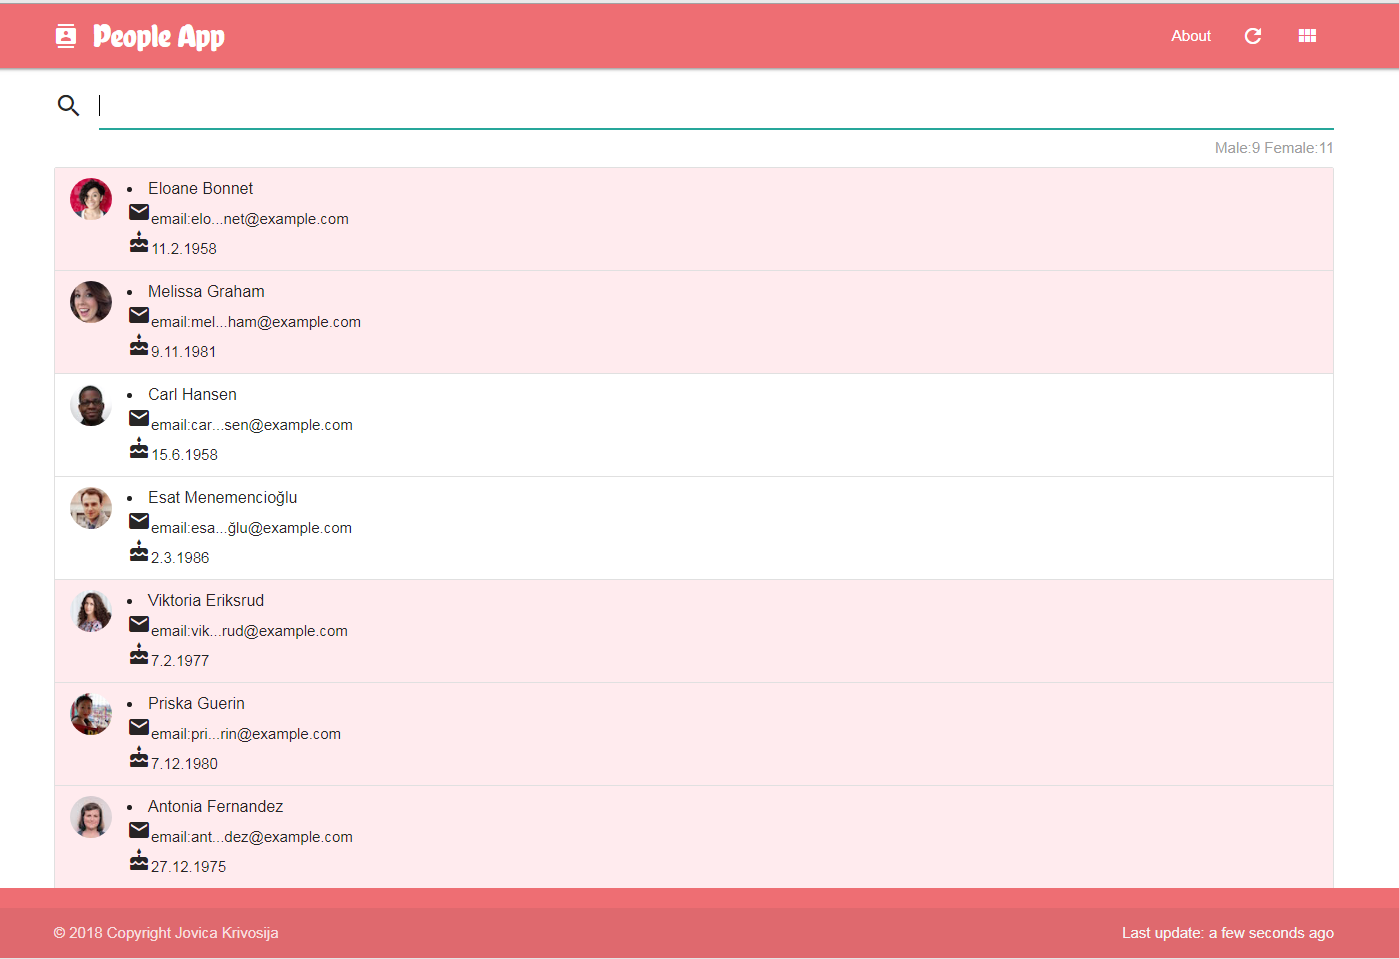 People App
About
Male:9 Female:11
Eloane Bonnet
email:elo...net@example.com
11.2.1958
Melissa Graham
email:mel...ham@example.com
9.11.1981
Carl Hansen
email:car...sen@example.com
15.6.1958
Esat Menemencioğlu
email:esa...ğlu@example.com
2.3.1986
Viktoria Eriksrud
email:vik...rud@example.com
7.2.1977
Priska Guerin
email:pri...rin@example.com
7.12.1980
Antonia Fernandez
email:ant...dez@example.com
27.12.1975
© 2018 Copyright Jovica Krivosija
Last update: a few seconds ago